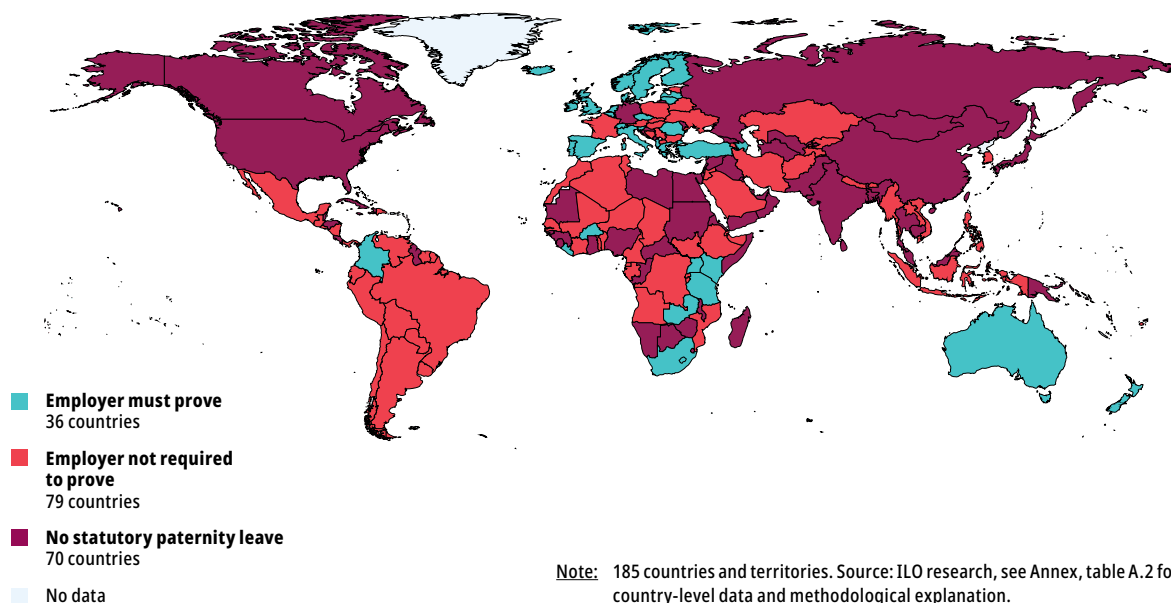 Employer must prove
36 countries
Employer not required
to prove
79 countries
No statutory paternity leave
70 countries
No data
Note: 185 countries and territories. Source: ILO research, see Annex, table A.2 fo
country-level data and methodological explanation.